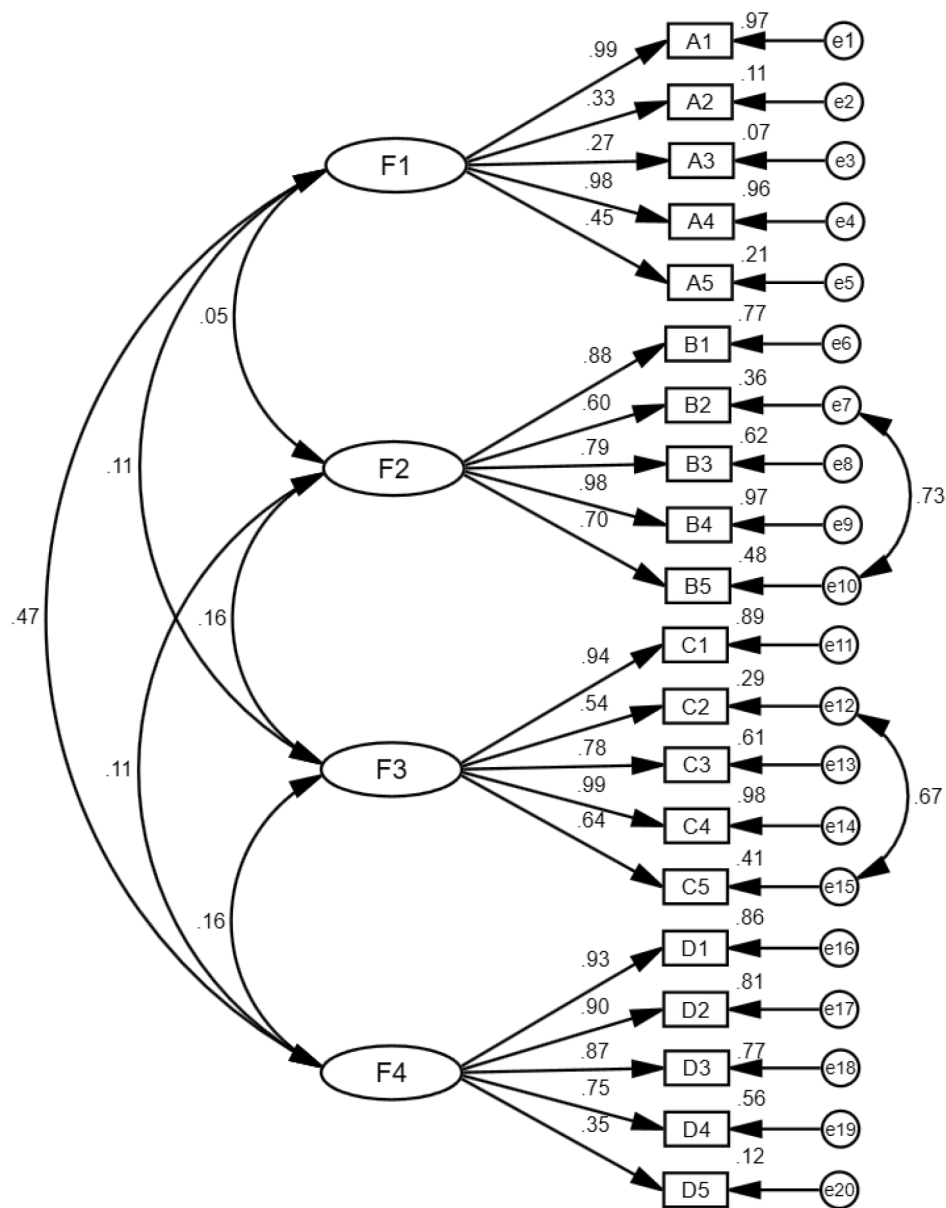 .97
.99 A1 e1
.11
.33 A2 e2
.07
.27 A3 e3
F1
.98 .96
A4 e4
.45
.21
A5 e5
.05
.77
.88 B1 e6
.36
.60 B2 e7
.62
.79 B3 e8
.11 F2
.98 .97
B4 e9
.73
.70
.48
B5 e10
.47 .16
.89
.94 C1 e11
.29
.54 C2 e12
.61
.78 C3 e13
.11 F3
.99 .98
C4 e14
.67
.64
.41
C5 e15
.16
.86
.93 D1 e16
.81
.90 D2 e17
.87 .77
D3 e18
F4
.75 .56
D4 e19
.35
.12
D5 e20